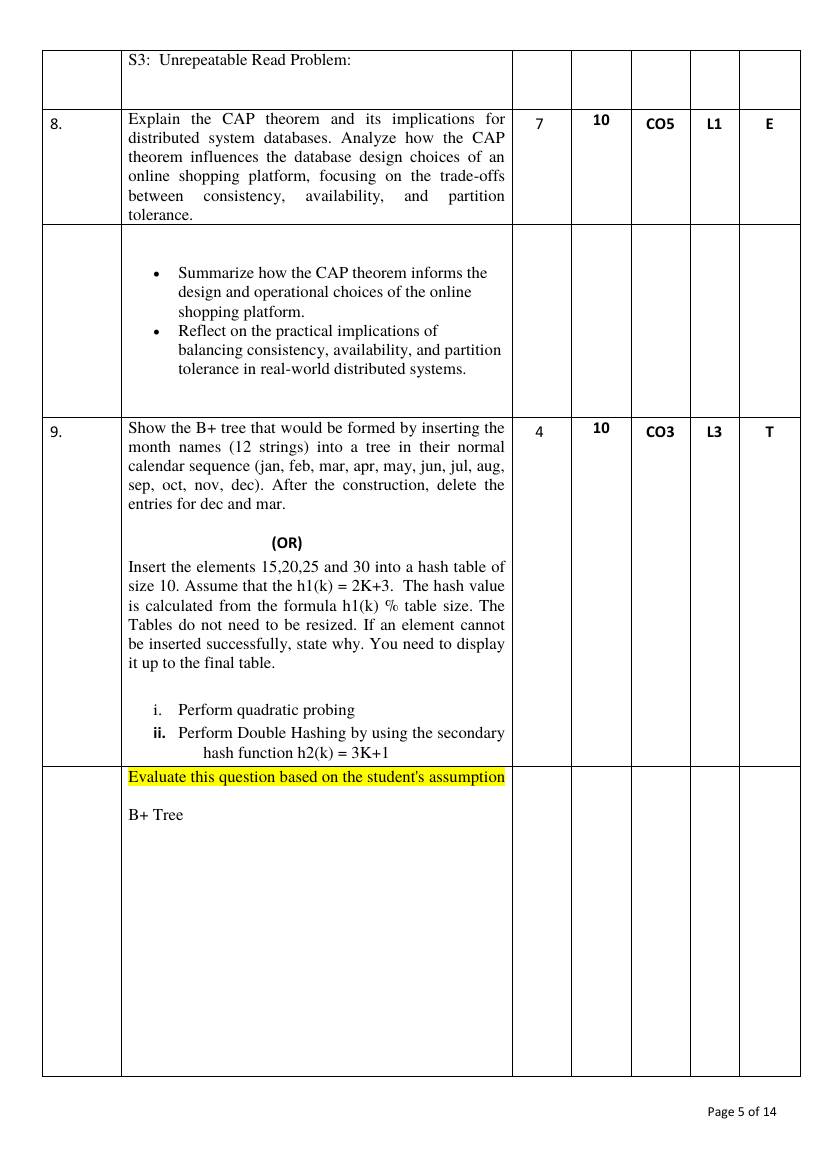 S3:  Unrepeatable Read Problem:
8.
Explain the CAP theorem and its implications for
distributed system databases. Analyze how the CAP
theorem influences the database design choices of an
online shopping platform, focusing on the trade-offs
between consistency, availability, and partition
tolerance.
7
10
CO5
L1
E
• Summarize how the CAP theorem informs the
design and operational choices of the online
shopping platform.
• Reflect on the practical implications of
balancing consistency, availability, and partition
tolerance in real-world distributed systems.
9.
Show the B+ tree that would be formed by inserting the
month names (12 strings) into a tree in their normal
calendar sequence (jan, feb, mar, apr, may, jun, jul, aug,
sep, oct, nov, dec). After the construction, delete the
entries for dec and mar.
(OR)
Insert the elements 15,20,25 and 30 into a hash table of
size 10. Assume that the h1(k) = 2K+3.  The hash value
is calculated from the formula h1(k) % table size. The
Tables do not need to be resized. If an element cannot
be inserted successfully, state why. You need to display
it up to the final table.
i. Perform quadratic probing
ii. Perform Double Hashing by using the secondary
hash function h2(k) = 3K+1
4
10
CO3
L3
T
Evaluate this question based on the student's assumption
B+ Tree
Page 5 of 14